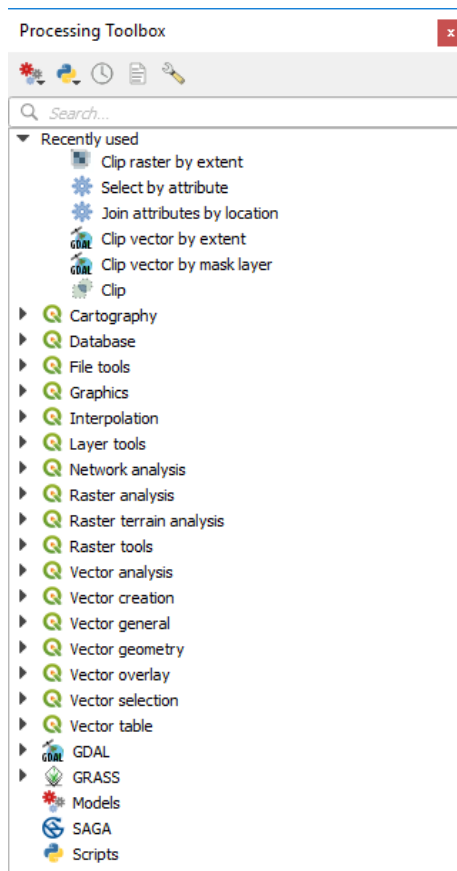 Processing Toolbox
x
Search...
Recently used
Clip raster by extent
Select by attribute
Join attributes by location
GDAL Clip vector by extent
GDAL Clip vector by mask layer
Clip
Cartography
Database
File tools
Graphics
Interpolation
Layer tools
Network analysis
Raster analysis
Raster terrain analysis
Raster tools
Vector analysis
Vector creation
Vector general
Vector geometry
Vector overlay
Vector selection
Vector table
GDAL GDAL
GRASS
Models
SAGA
Scripts